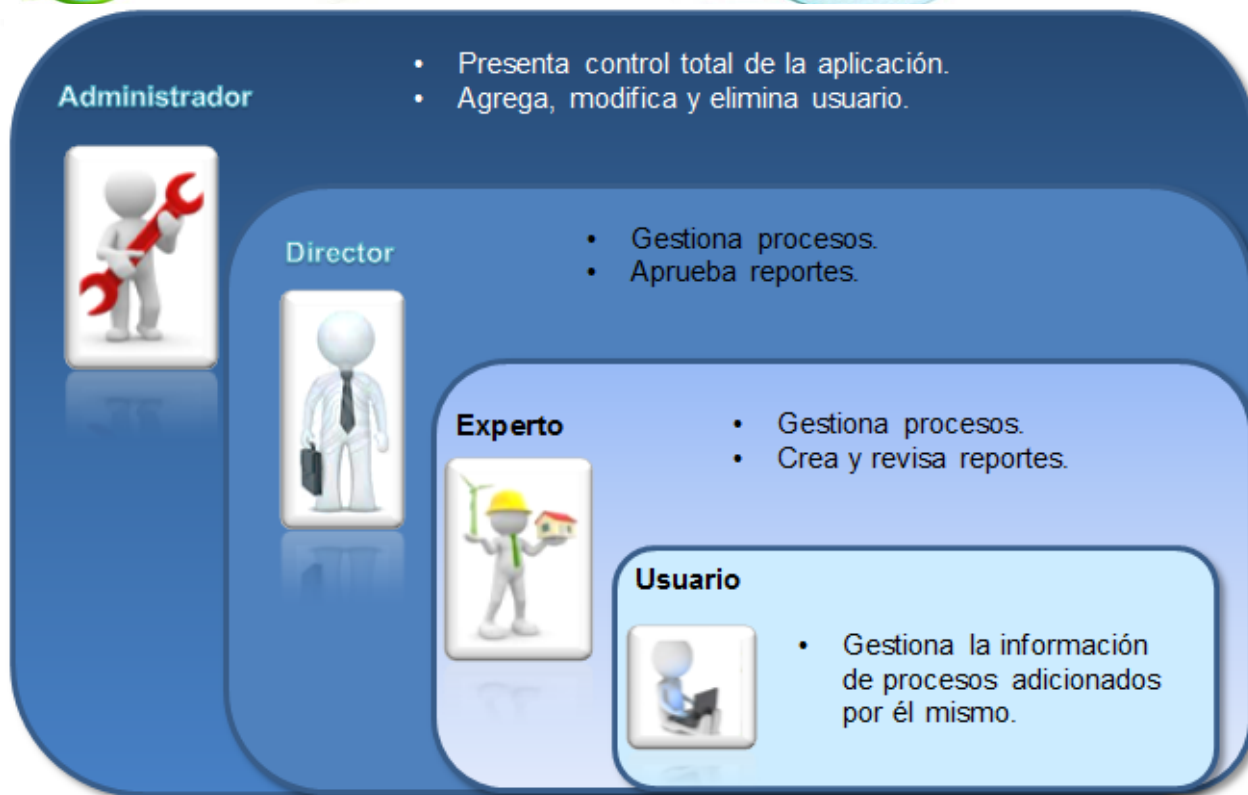 Administrador
• Presenta control total de la aplicación.
• Agrega, modifica y elimina usuario.
Director
• Gestiona procesos.
• Aprueba reportes.
Experto
• Gestiona procesos.
• Crea y revisa reportes.
Usuario
• Gestiona la información
de procesos adicionados
por él mismo.